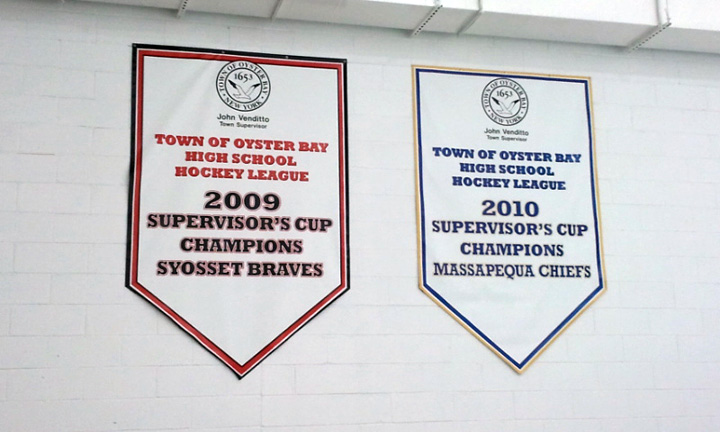 TOWN OF OYSTER BAY
1653
NEW YORK
John Venditto
Town Supervisor
TOWN OF OYSTER BAY
HIGH SCHOOL
HOCKEY LEAGUE
2009
SUPERVISOR'S CUP
CHAMPIONS
SYOSSET BRAVES
TOWN OF OYSTER BAY
1653
NEW YORK
John Venditto
Town Supervisor
TOWN OF OYSTER BAY
HIGH SCHOOL
HOCKEY LEAGUE
2010
SUPERVISOR'S CUP
CHAMPIONS
MASSAPEQUA CHIEFS